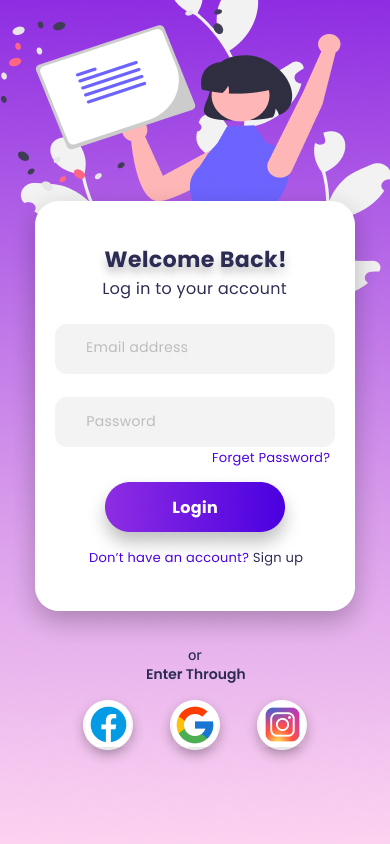 Welcome Back!
Log in to your account
Email address
Password
Forget Password?
Login
Don't have an account? Sign up
or
Enter Through